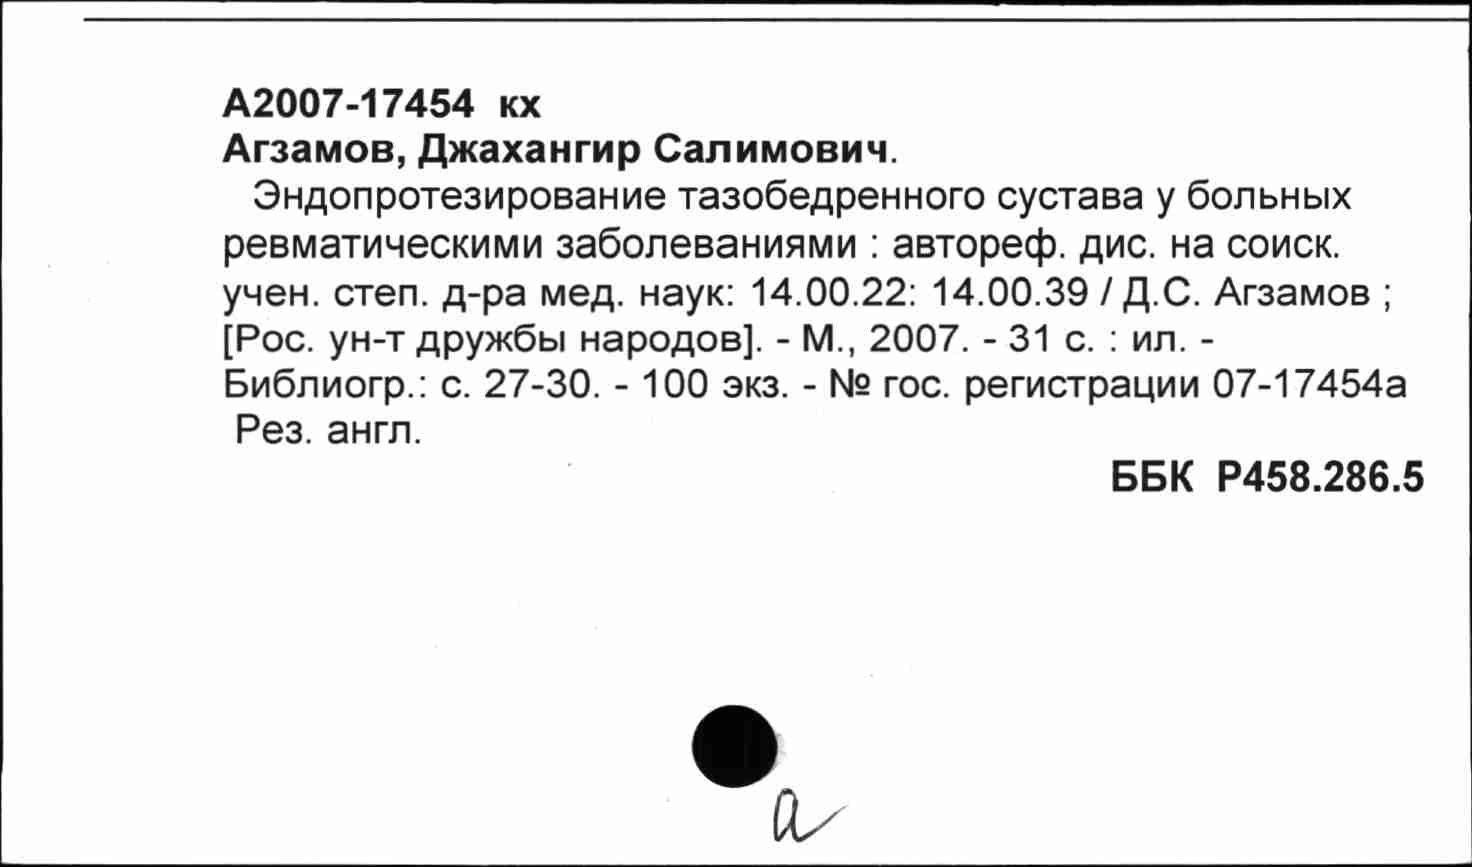 А2007-17454 кх
Агзамов, Джахангир Салимович.
Эндопротезирование тазобедренного сустава у больных
ревматическими заболеваниями : автореф. дис. на соиск.
учен. степ. д-ра мед. наук: 14.00.22: 14.00.39 / Д.С. Агзамов ;
[Рос. ун-т дружбы народов]. - М., 2007. - 31 с. : ил. -
Библиогр.: с. 27-30. - 100 экз. - № гос. регистрации 07-17454а
Рез. англ.
ББК Р458.286.5
а